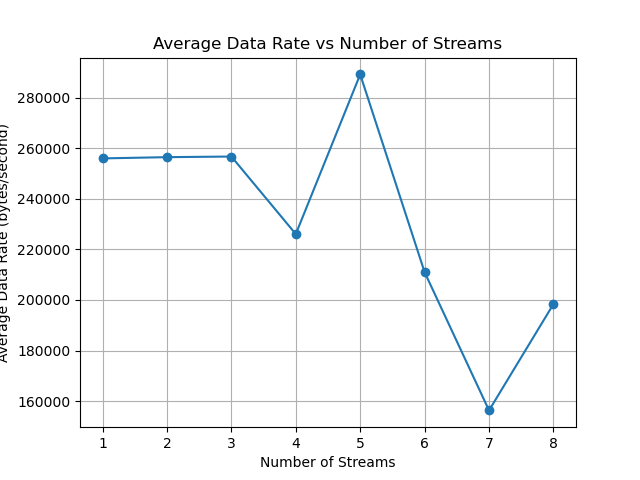 Average Data Rate vs Number of Streams
Average Data Rate (bytes/second)
280000
260000
240000
220000
200000
180000
160000
1 2 3 4 5 6 7 8
Number of Streams